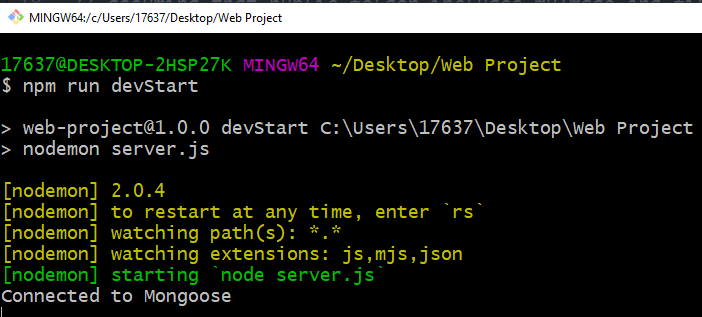 MINGW64:/c/Users/17637/Desktop/Web Project
17637@DESKTOP-2HSP27K MINGW64 ~/Desktop/Web Project
$ npm run devStart
> web-project@1.0.0 devStart C:\Users\17637\Desktop\Web Project
> nodemon server.js
[nodemon] 2.0.4
[nodemon] to restart at any time, enter `rs`
[nodemon] watching path(s): *.*
[nodemon] watching extensions: js,mjs,json
[nodemon] starting `node server.js`
Connected to Mongoose